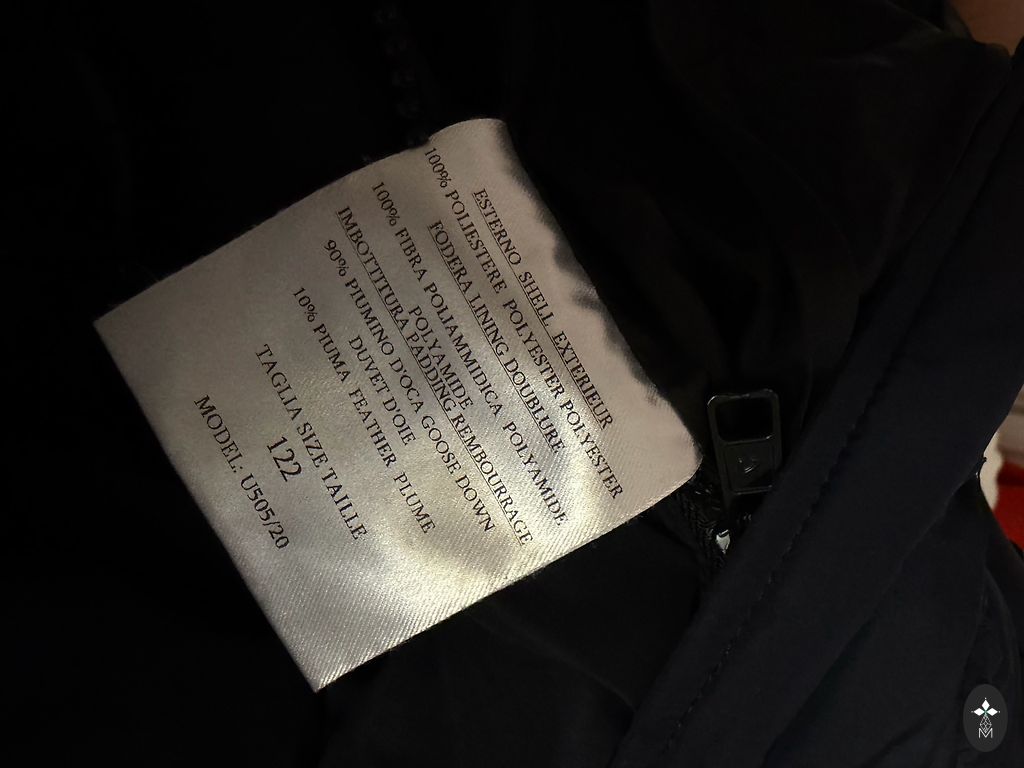 ESTERNO SHELL EXTERIEUR
100% POLIESTERE POLYESTER POLYESTER
FODERA LINING DOUBLURE
100% FIBRA POLIAMMIDICA POLYAMIDE
POLYAMIDE
IMBOTTITURA PADDING REMBOURRAGE
90% PIUMINO D'OCA GOOSE DOWN
DUVET D'OIE
10% PIUMA FEATHER PLUME
TAGLIA SIZE TAILLE
122
MODEL: U505/20
M